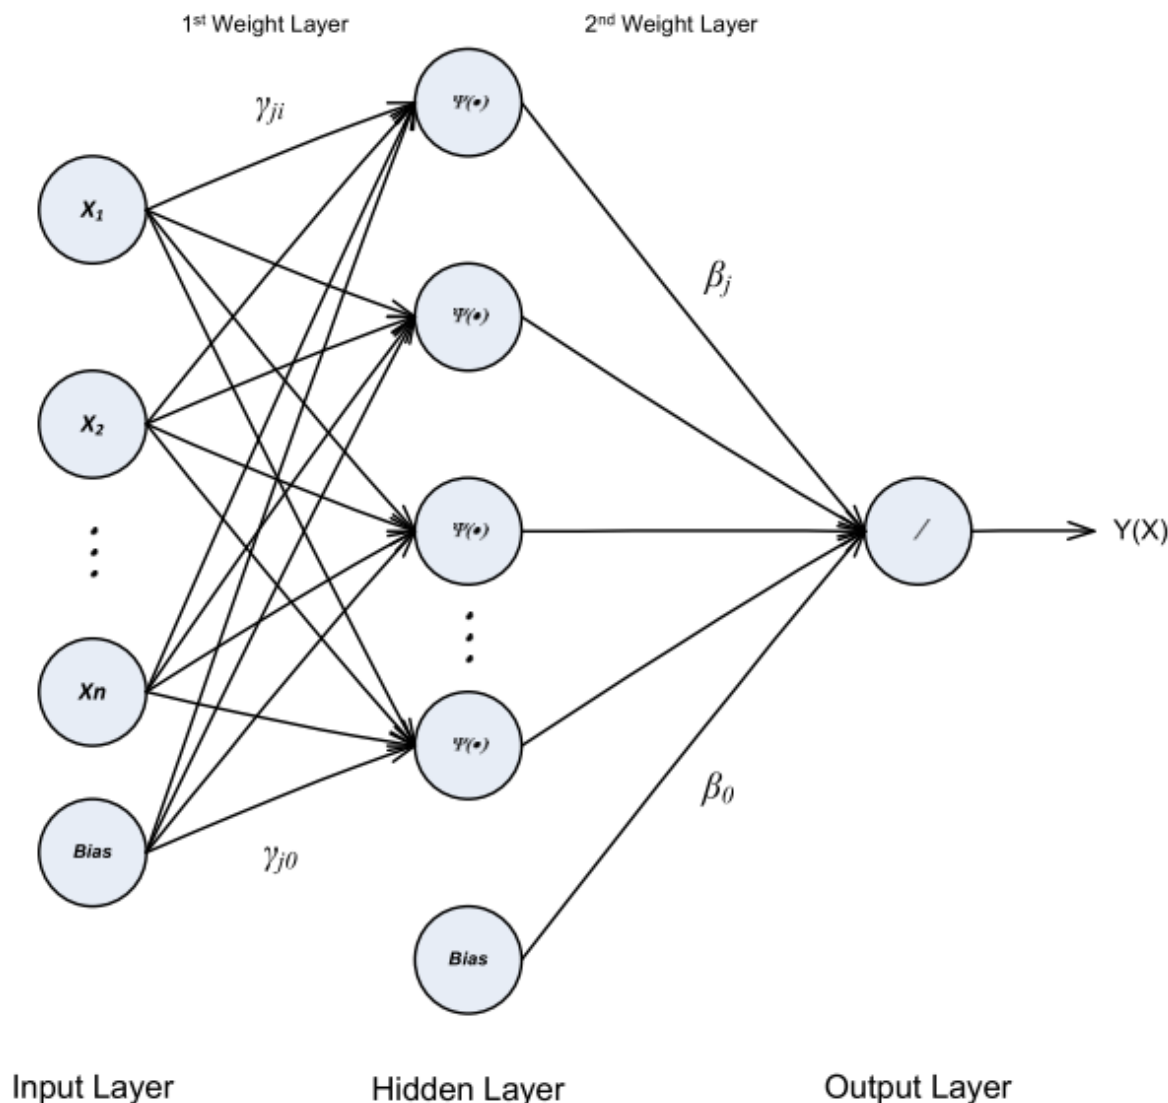 1st Weight Layer
2nd Weight Layer
γji
Ψ(•)
X1
Ψ(•)
βj
X2
Ψ(•)
/
Y(X)
Xn
Ψ(•)
β0
Bias
γj0
Bias
Input Layer
Hidden Layer
Output Layer